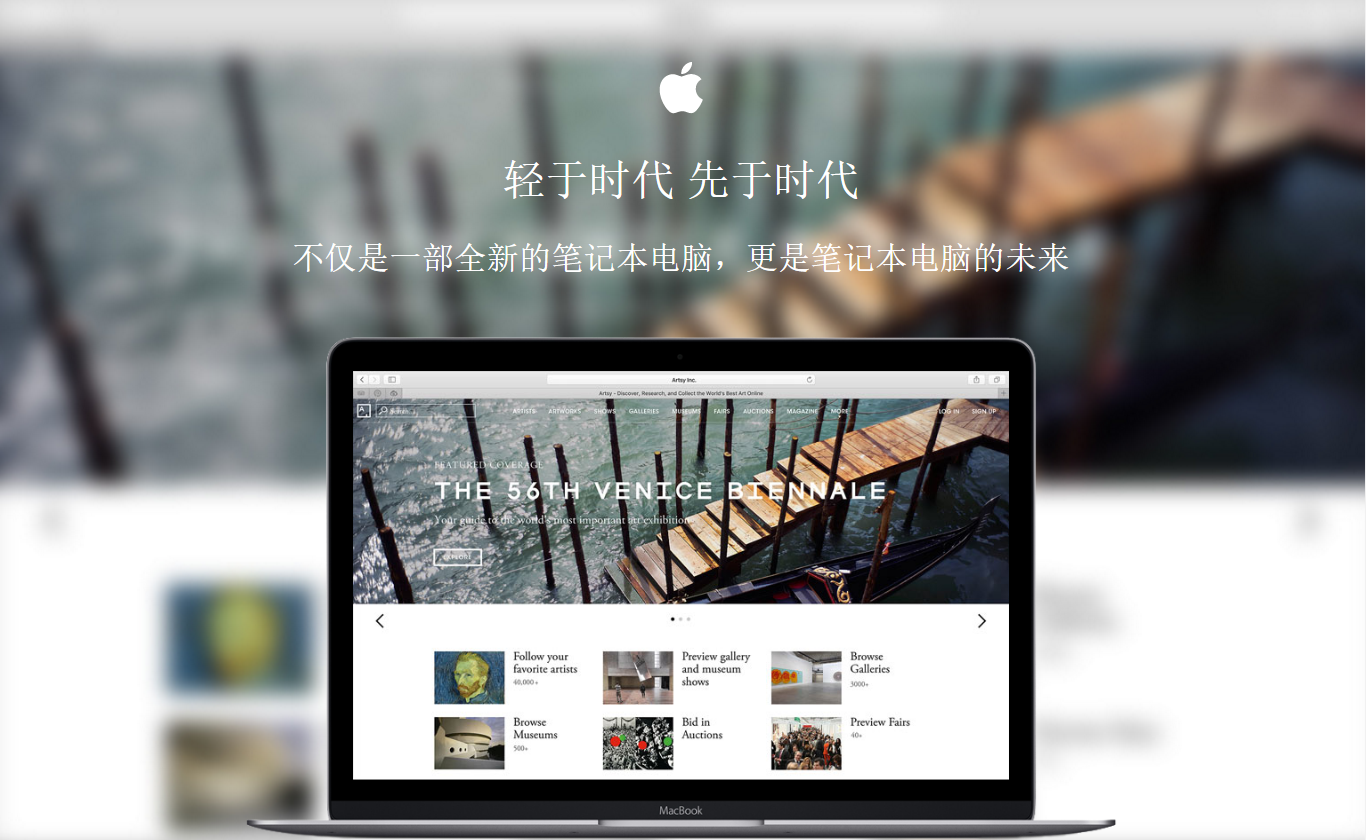 轻于时代 先于时代
不仅是一部全新的笔记本电脑，更是笔记本电脑的未来
Artsy Inc.
Artsy - Discover, Research, and Collect the World's Best Art Online
ARTISTS ARTWORKS SHOWS GALLERIES MUSEUMS FAIRS AUCTIONS MAGAZINE MORE LOG IN SIGN UP
FEATURED COVERAGE
THE 56TH VENICE BIENNALE
Your guide to the world's most important art exhibition
EXPLORE
Follow your
favorite artists
40,000+
Preview gallery
and museum
shows
Browse
Galleries
3000+
Browse
Museums
500+
Bid in
Auctions
Preview Fairs
40+
MacBook